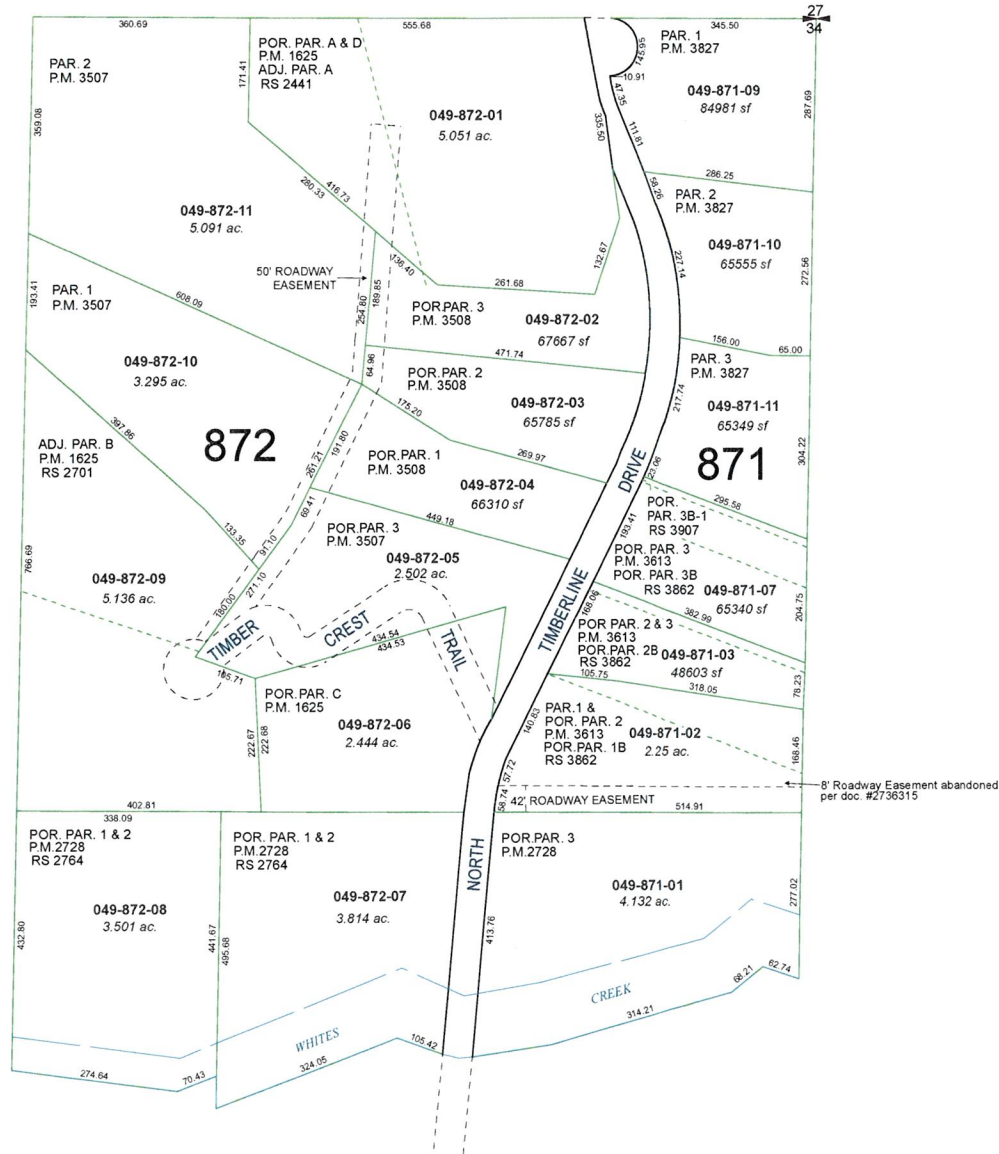 27
34
360.69
555.68
345.50
PAR. 2
P.M. 3507
359.08
171.41
POR. PAR. A & D
P.M. 1625
ADJ. PAR. A
RS 2441
049-872-01
5.051 ac.
335.50
145.95
10.91
47.35
111.81
PAR. 1
P.M. 3827
049-871-09
84981 sf
287.69
286.25
58.26
PAR. 2
P.M. 3827
049-871-10
65555 sf
272.56
227.14
049-872-11
5.091 ac.
280.33
416.73
136.40
132.67
261.68
50' ROADWAY
EASEMENT
254.80
189.85
193.41
PAR. 1
P.M. 3507
608.09
POR.PAR. 3
P.M. 3508
049-872-02
67667 sf
471.74
64.96
156.00
65.00
PAR. 3
P.M. 3827
217.74
049-871-11
65349 sf
304.22
049-872-10
3.295 ac.
POR.PAR. 2
P.M. 3508
049-872-03
65785 sf
175.20
269.97
397.86
872
871
ADJ. PAR. B
P.M. 1625
RS 2701
261.21
191.80
POR.PAR. 1
P.M. 3508
049-872-04
66310 sf
449.18
69.41
23.06
295.58
193.41
POR.
PAR. 3B-1
RS 3907
POR. PAR. 3
P.M. 3613
POR. PAR. 3B
RS 3862
049-871-07
65340 sf
204.75
382.99
133.35
91.10
766.69
049-872-09
5.136 ac.
180.00
271.10
POR.PAR. 3
P.M. 3507
049-872-05
2.502 ac.
168.06
POR PAR. 2 & 3
P.M. 3613
POR.PAR. 2B
RS 3862
049-871-03
48603 sf
78.23
105.75
318.05
TIMBER
CREST
TRAIL
434.54
434.53
105.71
NORTH
TIMBERLINE
DRIVE
POR.PAR. C
P.M. 1625
049-872-06
2.444 ac.
222.67
222.68
140.83
PAR.1 &
POR. PAR. 2
P.M. 3613
POR.PAR. 1B
RS 3862
049-871-02
2.25 ac.
168.46
57.72
58.74
42' ROADWAY EASEMENT
8' Roadway Easement abandoned
per doc. #2736315
402.81
514.91
338.09
POR. PAR. 1 & 2
P.M.2728
RS 2764
049-872-08
3.501 ac.
432.80
441.67
495.68
POR. PAR. 1 & 2
P.M.2728
RS 2764
049-872-07
3.814 ac.
413.76
POR.PAR. 3
P.M.2728
049-871-01
4.132 ac.
277.02
WHITES
CREEK
274.64
70.43
324.05
105.42
314.21
68.21
62.74